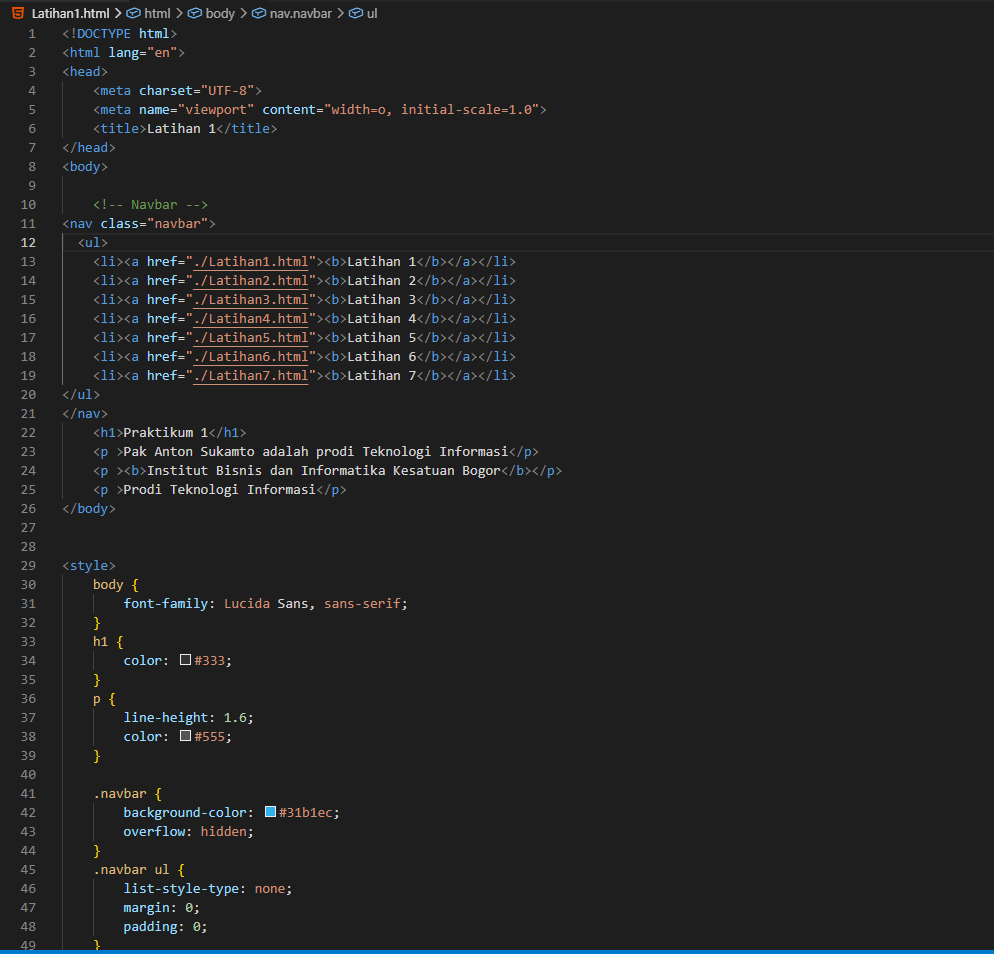 Latihan1.html > html > body > nav.navbar > ul
1 <!DOCTYPE html>
2 <html lang="en">
3 <head>
4     <meta charset="UTF-8">
5     <meta name="viewport" content="width=o, initial-scale=1.0">
6     <title>Latihan 1</title>
7 </head>
8 <body>
9
10     <!-- Navbar -->
11 <nav class="navbar">
12   <ul>
13     <li><a href="./Latihan1.html"><b>Latihan 1</b></a></li>
14     <li><a href="./Latihan2.html"><b>Latihan 2</b></a></li>
15     <li><a href="./Latihan3.html"><b>Latihan 3</b></a></li>
16     <li><a href="./Latihan4.html"><b>Latihan 4</b></a></li>
17     <li><a href="./Latihan5.html"><b>Latihan 5</b></a></li>
18     <li><a href="./Latihan6.html"><b>Latihan 6</b></a></li>
19     <li><a href="./Latihan7.html"><b>Latihan 7</b></a></li>
20 </ul>
21 </nav>
22     <h1>Praktikum 1</h1>
23     <p >Pak Anton Sukamto adalah prodi Teknologi Informasi</p>
24     <p ><b>Institut Bisnis dan Informatika Kesatuan Bogor</b></p>
25     <p >Prodi Teknologi Informasi</p>
26 </body>
27
28
29 <style>
30     body {
31         font-family: Lucida Sans, sans-serif;
32     }
33     h1 {
34         color: #333;
35     }
36     p {
37         line-height: 1.6;
38         color: #555;
39     }
40
41     .navbar {
42         background-color: #31b1ec;
43         overflow: hidden;
44     }
45     .navbar ul {
46         list-style-type: none;
47         margin: 0;
48         padding: 0;
49     }